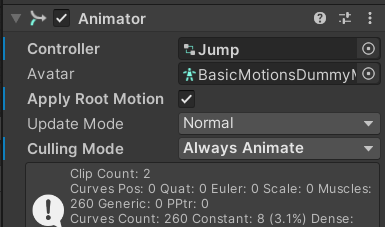 Animator
Controller Jump
Avatar BasicMotionsDummyM
Apply Root Motion
Update Mode Normal
Culling Mode Always Animate
Clip Count: 2
Curves Pos: 0 Quat: 0 Euler: 0 Scale: 0 Muscles:
260 Generic: 0 PPtr: 0
Curves Count: 260 Constant: 8 (3.1%) Dense: